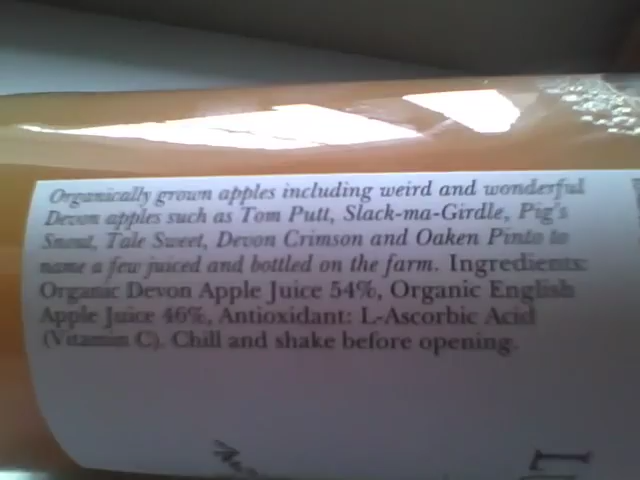 Organically grown apples including weird and wonderful
Devon apples such as Tom Putt, Slack-ma-Girdle, Pig's
Snout, Tale Sweet, Devon Crimson and Oaken Pinto to
name a few juiced and bottled on the farm. Ingredients:
Organic Devon Apple Juice 54%, Organic English
Apple Juice 46%, Antioxidant: L-Ascorbic Acid
(Vitamin C). Chill and shake before opening.